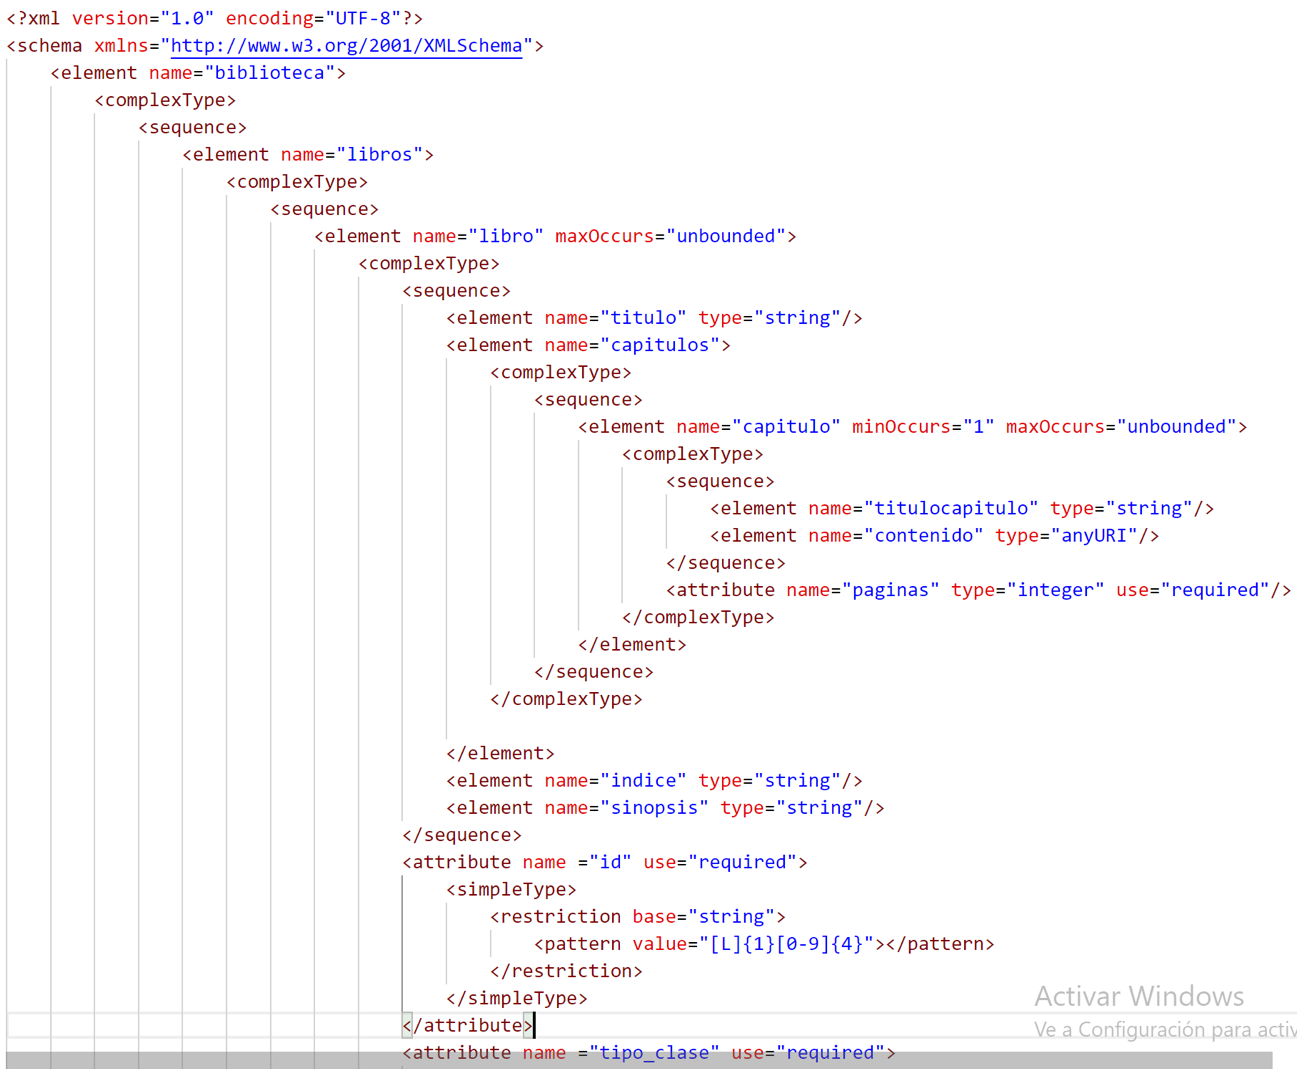 <?xml version="1.0" encoding="UTF-8"?>
<schema xmlns="http://www.w3.org/2001/XMLSchema">
<element name="biblioteca">
<complexType>
<sequence>
<element name="libros">
<complexType>
<sequence>
<element name="libro" maxOccurs="unbounded">
<complexType>
<sequence>
<element name="titulo" type="string"/>
<element name="capitulos">
<complexType>
<sequence>
<element name="capitulo" minOccurs="1" maxOccurs="unbounded">
<complexType>
<sequence>
<element name="titulocapitulo" type="string"/>
<element name="contenido" type="anyURI"/>
</sequence>
<attribute name="paginas" type="integer" use="required"/>
</complexType>
</element>
</sequence>
</complexType>
</element>
<element name="indice" type="string"/>
<element name="sinopsis" type="string"/>
</sequence>
<attribute name ="id" use="required">
<simpleType>
<restriction base="string">
<pattern value="[L]{1}[0-9]{4}"></pattern>
</restriction>
</simpleType>
</attribute>
<attribute name ="tipo_clase" use="required">
Activar Windows
Ve a Configuración para activ